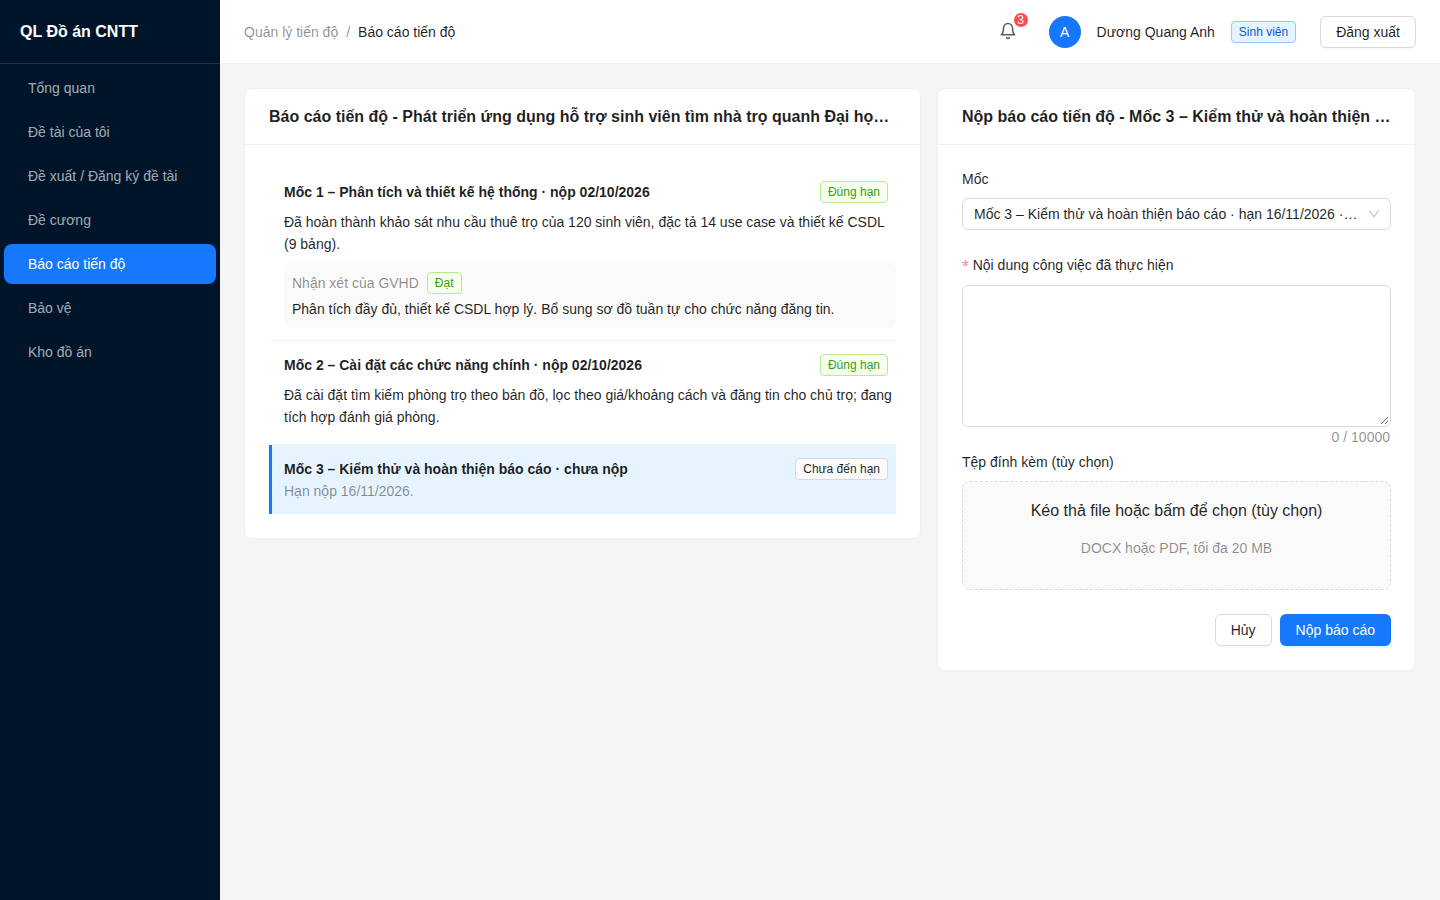 QL Đồ án CNTT
Tổng quan
Đề tài của tôi
Đề xuất / Đăng ký đề tài
Đề cương
Báo cáo tiến độ
Bảo vệ
Kho đồ án
Quản lý tiến độ / Báo cáo tiến độ
3
A
Dương Quang Anh
Sinh viên
Đăng xuất
Báo cáo tiến độ - Phát triển ứng dụng hỗ trợ sinh viên tìm nhà trọ quanh Đại họ…
Mốc 1 – Phân tích và thiết kế hệ thống · nộp 02/10/2026
Đúng hạn
Đã hoàn thành khảo sát nhu cầu thuê trọ của 120 sinh viên, đặc tả 14 use case và thiết kế CSDL
(9 bảng).
Nhận xét của GVHD
Đạt
Phân tích đầy đủ, thiết kế CSDL hợp lý. Bổ sung sơ đồ tuần tự cho chức năng đăng tin.
Mốc 2 – Cài đặt các chức năng chính · nộp 02/10/2026
Đúng hạn
Đã cài đặt tìm kiếm phòng trọ theo bản đồ, lọc theo giá/khoảng cách và đăng tin cho chủ trọ; đang
tích hợp đánh giá phòng.
Mốc 3 – Kiểm thử và hoàn thiện báo cáo · chưa nộp
Chưa đến hạn
Hạn nộp 16/11/2026.
Nộp báo cáo tiến độ - Mốc 3 – Kiểm thử và hoàn thiện …
Mốc
Mốc 3 – Kiểm thử và hoàn thiện báo cáo · hạn 16/11/2026 ·…
* Nội dung công việc đã thực hiện
0 / 10000
Tệp đính kèm (tùy chọn)
Kéo thả file hoặc bấm để chọn (tùy chọn)
DOCX hoặc PDF, tối đa 20 MB
Hủy
Nộp báo cáo